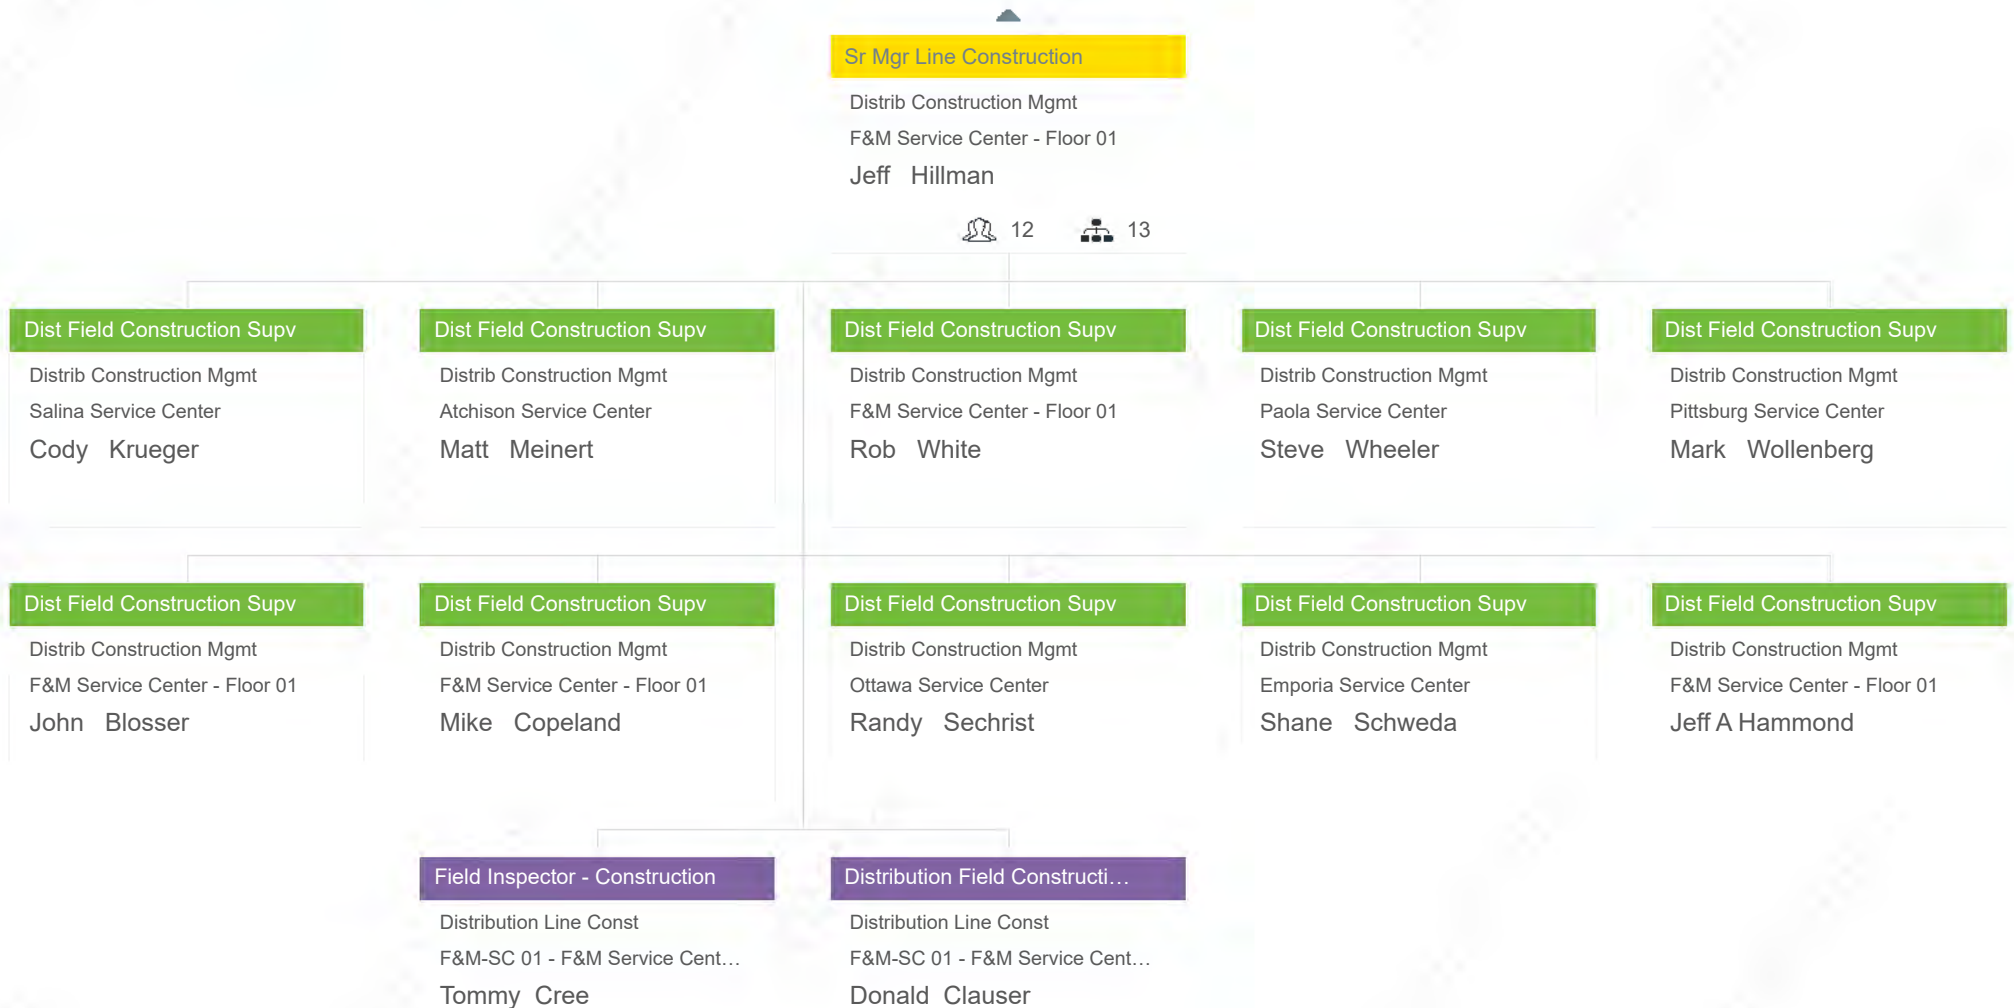 Sr Mgr Line Construction
Distrib Construction Mgmt
F&M Service Center - Floor 01
Jeff Hillman
12 13
Dist Field Construction Supv
Distrib Construction Mgmt
Salina Service Center
Cody Krueger
Dist Field Construction Supv
Distrib Construction Mgmt
Atchison Service Center
Matt Meinert
Dist Field Construction Supv
Distrib Construction Mgmt
F&M Service Center - Floor 01
Rob White
Dist Field Construction Supv
Distrib Construction Mgmt
Paola Service Center
Steve Wheeler
Dist Field Construction Supv
Distrib Construction Mgmt
Pittsburg Service Center
Mark Wollenberg
Dist Field Construction Supv
Distrib Construction Mgmt
F&M Service Center - Floor 01
John Blosser
Dist Field Construction Supv
Distrib Construction Mgmt
F&M Service Center - Floor 01
Mike Copeland
Dist Field Construction Supv
Distrib Construction Mgmt
Ottawa Service Center
Randy Sechrist
Dist Field Construction Supv
Distrib Construction Mgmt
Emporia Service Center
Shane Schweda
Dist Field Construction Supv
Distrib Construction Mgmt
F&M Service Center - Floor 01
Jeff A Hammond
Field Inspector - Construction
Distribution Line Const
F&M-SC 01 - F&M Service Cent…
Tommy Cree
Distribution Field Constructi…
Distribution Line Const
F&M-SC 01 - F&M Service Cent…
Donald Clauser